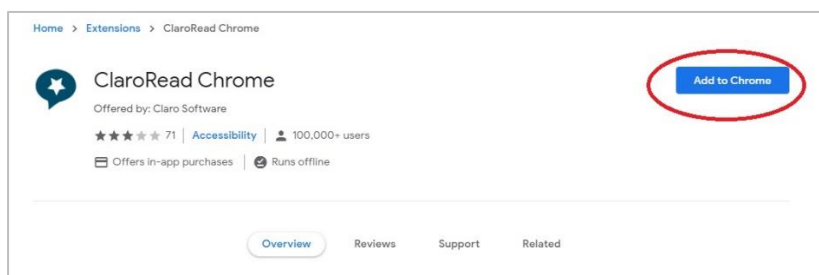 Home > Extensions > ClaroRead Chrome
ClaroRead Chrome
Add to Chrome
Offered by: Claro Software
71 | Accessibility | 100,000+ users
Offers in-app purchases | Runs offline
Overview Reviews Support Related